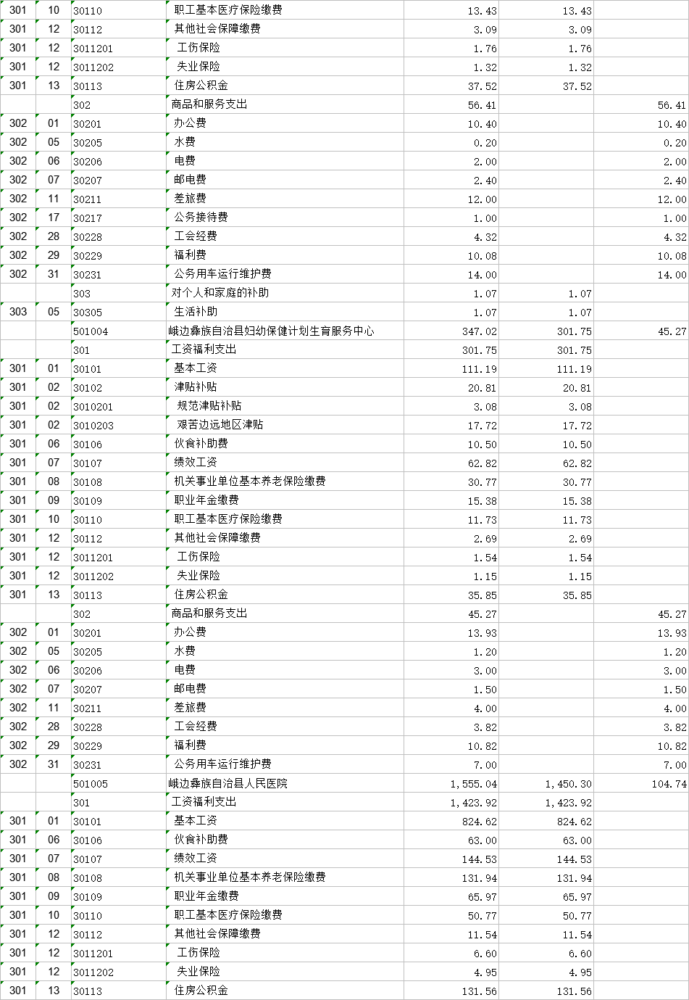 301 10 30110 职工基本医疗保险缴费 13.43 13.43
301 12 30112 其他社会保障缴费 3.09 3.09
301 12 3011201 工伤保险 1.76 1.76
301 12 3011202 失业保险 1.32 1.32
301 13 30113 住房公积金 37.52 37.52
302 商品和服务支出 56.41 56.41
302 01 30201 办公费 10.40 10.40
302 05 30205 水费 0.20 0.20
302 06 30206 电费 2.00 2.00
302 07 30207 邮电费 2.40 2.40
302 11 30211 差旅费 12.00 12.00
302 17 30217 公务接待费 1.00 1.00
302 28 30228 工会经费 4.32 4.32
302 29 30229 福利费 10.08 10.08
302 31 30231 公务用车运行维护费 14.00 14.00
303 对个人和家庭的补助 1.07 1.07
303 05 30305 生活补助 1.07 1.07
501004 峨边彝族自治县妇幼保健计划生育服务中心 347.02 301.75 45.27
301 工资福利支出 301.75 301.75
301 01 30101 基本工资 111.19 111.19
301 02 30102 津贴补贴 20.81 20.81
301 02 3010201 规范津贴补贴 3.08 3.08
301 02 3010203 艰苦边远地区津贴 17.72 17.72
301 06 30106 伙食补助费 10.50 10.50
301 07 30107 绩效工资 62.82 62.82
301 08 30108 机关事业单位基本养老保险缴费 30.77 30.77
301 09 30109 职业年金缴费 15.38 15.38
301 10 30110 职工基本医疗保险缴费 11.73 11.73
301 12 30112 其他社会保障缴费 2.69 2.69
301 12 3011201 工伤保险 1.54 1.54
301 12 3011202 失业保险 1.15 1.15
301 13 30113 住房公积金 35.85 35.85
302 商品和服务支出 45.27 45.27
302 01 30201 办公费 13.93 13.93
302 05 30205 水费 1.20 1.20
302 06 30206 电费 3.00 3.00
302 07 30207 邮电费 1.50 1.50
302 11 30211 差旅费 4.00 4.00
302 28 30228 工会经费 3.82 3.82
302 29 30229 福利费 10.82 10.82
302 31 30231 公务用车运行维护费 7.00 7.00
501005 峨边彝族自治县人民医院 1,555.04 1,450.30 104.74
301 工资福利支出 1,423.92 1,423.92
301 01 30101 基本工资 824.62 824.62
301 06 30106 伙食补助费 63.00 63.00
301 07 30107 绩效工资 144.53 144.53
301 08 30108 机关事业单位基本养老保险缴费 131.94 131.94
301 09 30109 职业年金缴费 65.97 65.97
301 10 30110 职工基本医疗保险缴费 50.77 50.77
301 12 30112 其他社会保障缴费 11.54 11.54
301 12 3011201 工伤保险 6.60 6.60
301 12 3011202 失业保险 4.95 4.95
301 13 30113 住房公积金 131.56 131.56